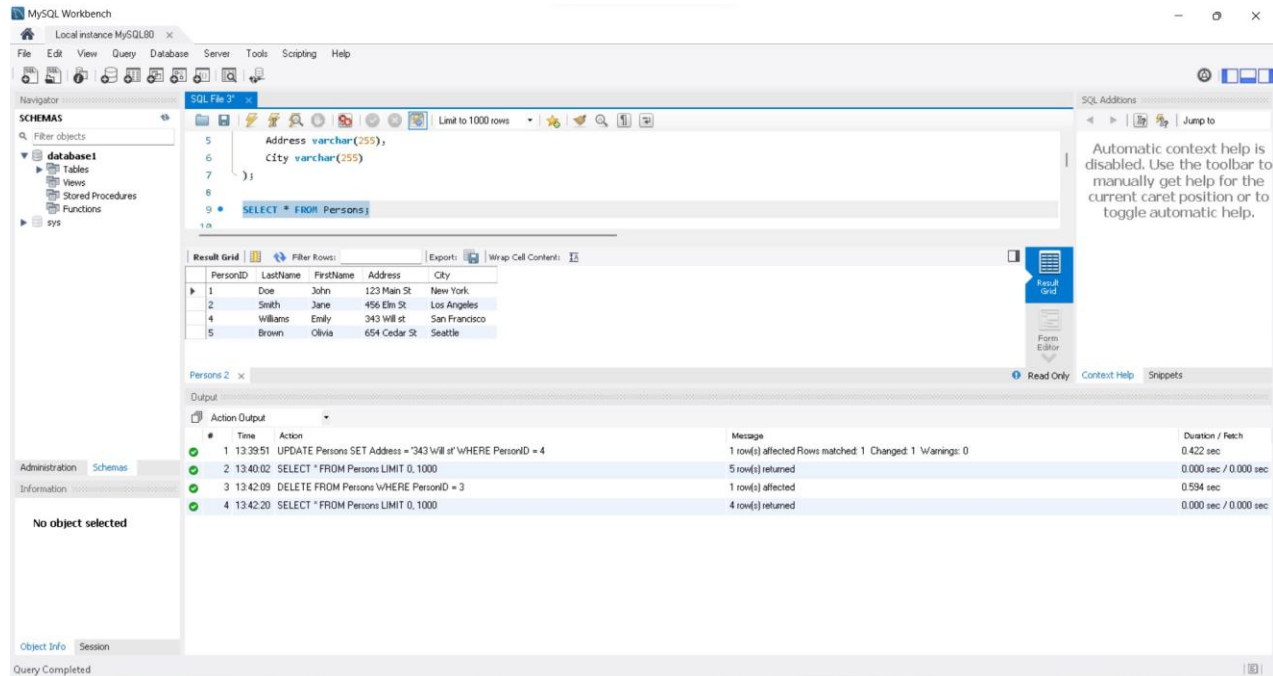 MySQL Workbench
Local instance MySQL80
File Edit View Query Database Server Tools Scripting Help
Navigator
SCHEMAS
Filter objects
database1
Tables
Views
Stored Procedures
Functions
sys
Administration Schemas
Information
No object selected
Object Info Session
SQL File 3*
Limit to 1000 rows
5 Address varchar(255),
6 City varchar(255)
7 );
8
9 SELECT * FROM Persons;
10
Result Grid Filter Rows: Export: Wrap Cell Content:
PersonID LastName FirstName Address City
1 Doe John 123 Main St New York
2 Smith Jane 456 Elm St Los Angeles
4 Williams Emily 343 Will st San Francisco
5 Brown Olivia 654 Cedar St Seattle
Result Grid
Form Editor
Persons 2 Read Only
SQL Additions
Jump to
Automatic context help is
disabled. Use the toolbar to
manually get help for the
current caret position or to
toggle automatic help.
Context Help Snippets
Output
Action Output
# Time Action Message Duration / Fetch
1 13:39:51 UPDATE Persons SET Address = '343 Will st' WHERE PersonID = 4 1 row(s) affected Rows matched: 1 Changed: 1 Warnings: 0 0.422 sec
2 13:40:02 SELECT * FROM Persons LIMIT 0, 1000 5 row(s) returned 0.000 sec / 0.000 sec
3 13:42:09 DELETE FROM Persons WHERE PersonID = 3 1 row(s) affected 0.594 sec
4 13:42:20 SELECT * FROM Persons LIMIT 0, 1000 4 row(s) returned 0.000 sec / 0.000 sec
Query Completed